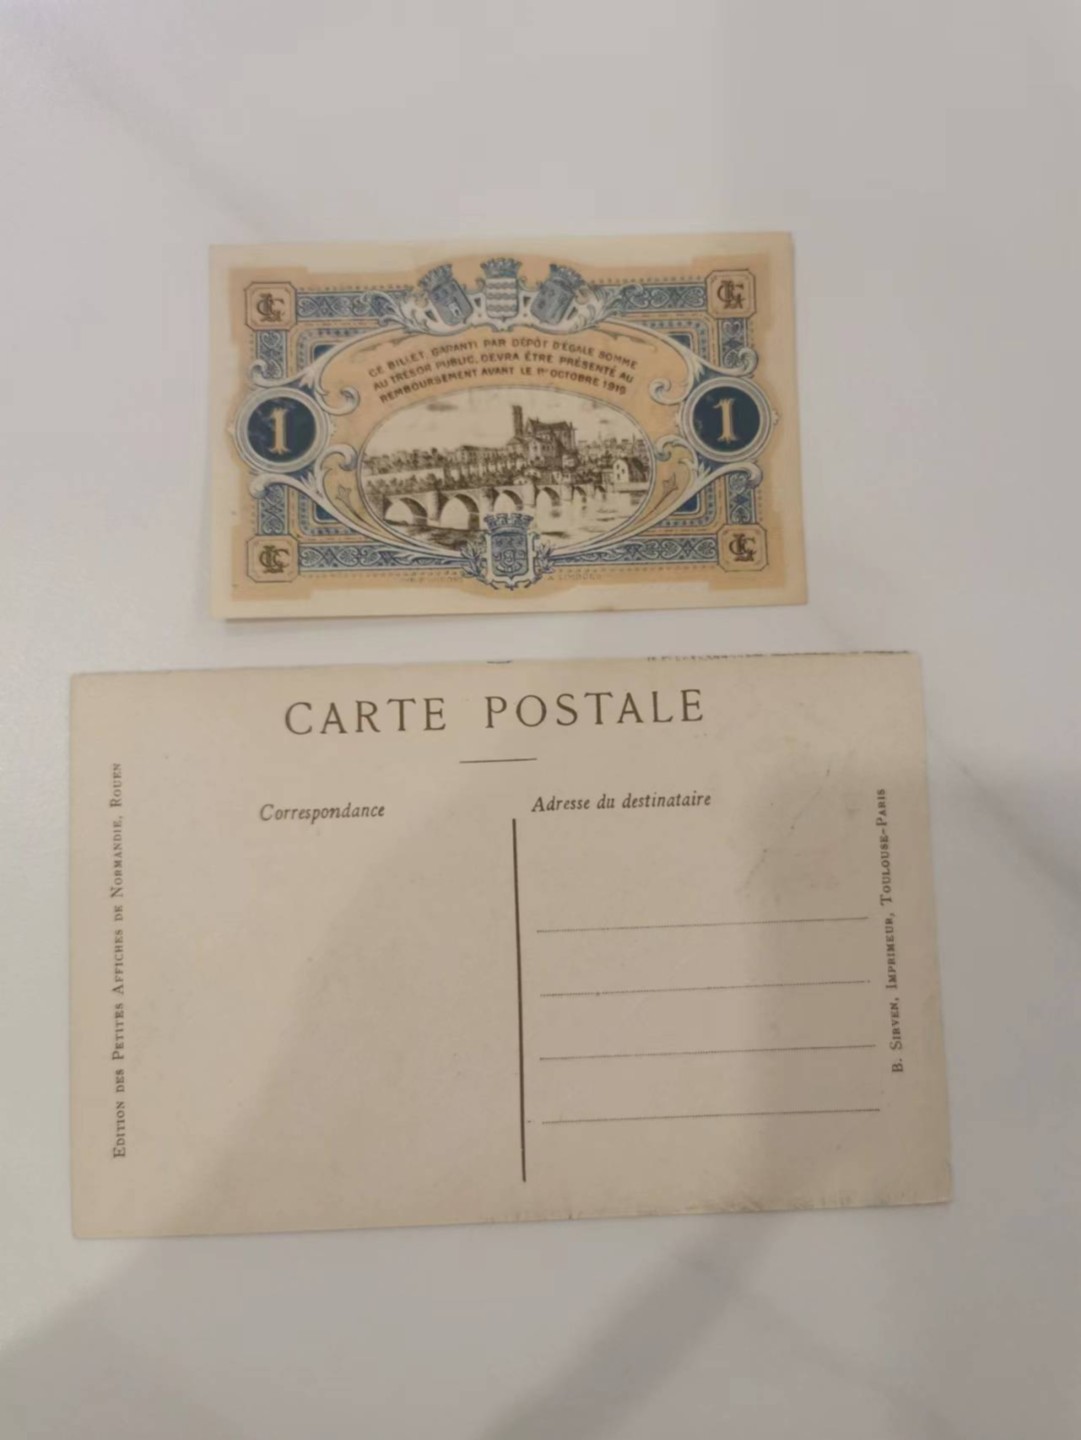 CE BILLET, GARANTI PAR DÉPÔT D'ÉGALE SOMME
AU TRÉSOR PUBLIC, DEVRA ÊTRE PRÉSENTÉ AU
REMBOURSEMENT AVANT LE 1er OCTOBRE 1919
1
1
CARTE POSTALE
Correspondance
Adresse du destinataire
EDITION DES PETITES AFFICHES DE NORMANDIE, ROUEN
B. SIRVEN, IMPRIMEUR, TOULOUSE-PARIS